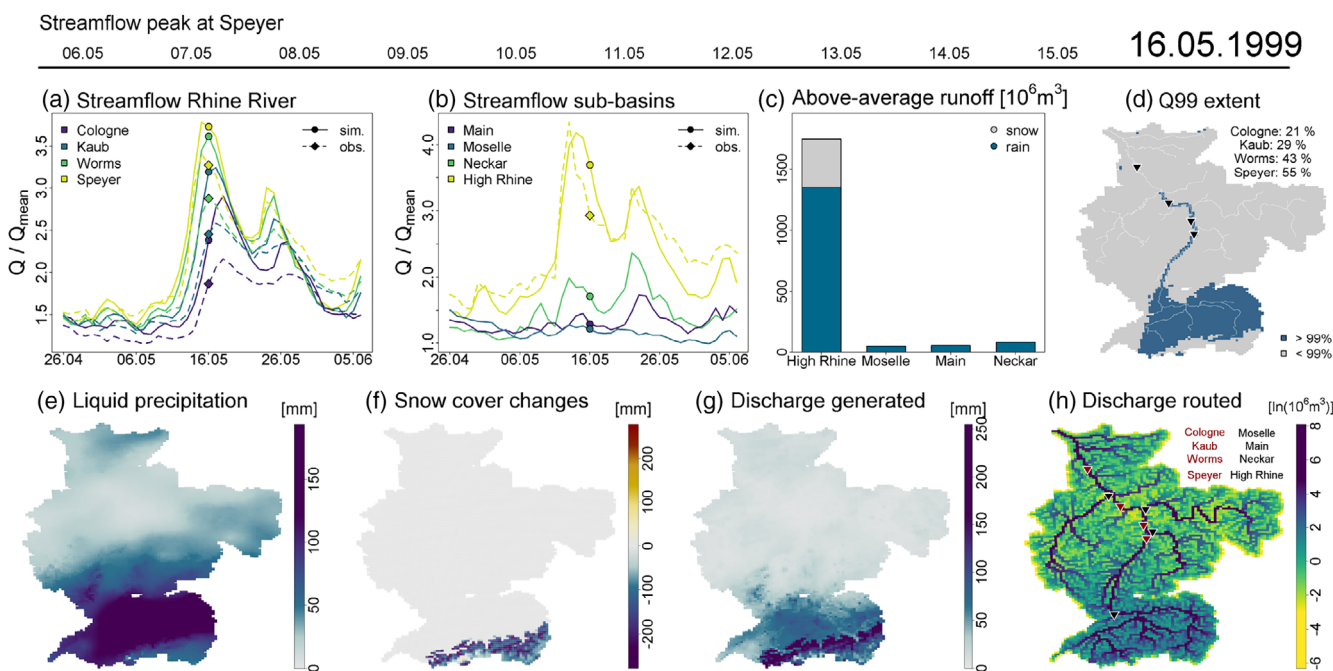 Streamflow peak at Speyer
06.05 07.05 08.05 09.05 10.05 11.05 12.05 13.05 14.05 15.05 16.05.1999
(a) Streamflow Rhine River
Cologne
Kaub
Worms
Speyer
sim.
obs.
Q / Qmean
3.5
3.0
2.5
2.0
1.5
26.04 06.05 16.05 26.05 05.06
(b) Streamflow sub-basins
Main
Moselle
Neckar
High Rhine
sim.
obs.
Q / Qmean
4.0
3.0
2.0
1.0
26.04 06.05 16.05 26.05 05.06
(c) Above-average runoff [10⁶m³]
snow
rain
1500
1000
500
0
High Rhine Moselle Main Neckar
(d) Q99 extent
Cologne: 21 %
Kaub: 29 %
Worms: 43 %
Speyer: 55 %
> 99%
< 99%
(e) Liquid precipitation
[mm]
150
100
50
0
(f) Snow cover changes
[mm]
200
100
0
-100
-200
(g) Discharge generated
[mm]
250
200
150
100
50
0
(h) Discharge routed
[ln(10⁶m³)]
Cologne Moselle
Kaub Main
Worms Neckar
Speyer High Rhine
8
6
4
2
0
-2
-4
-6